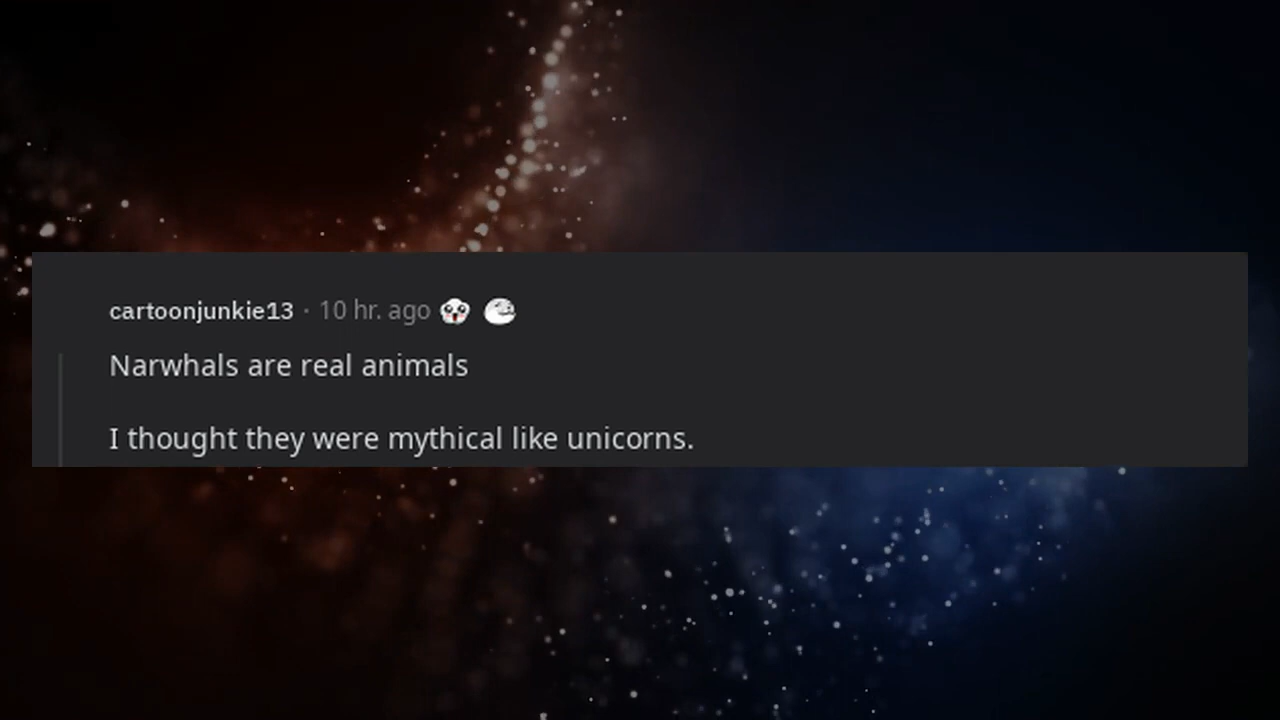 cartoonjunkie13 · 10 hr. ago
Narwhals are real animals
I thought they were mythical like unicorns.